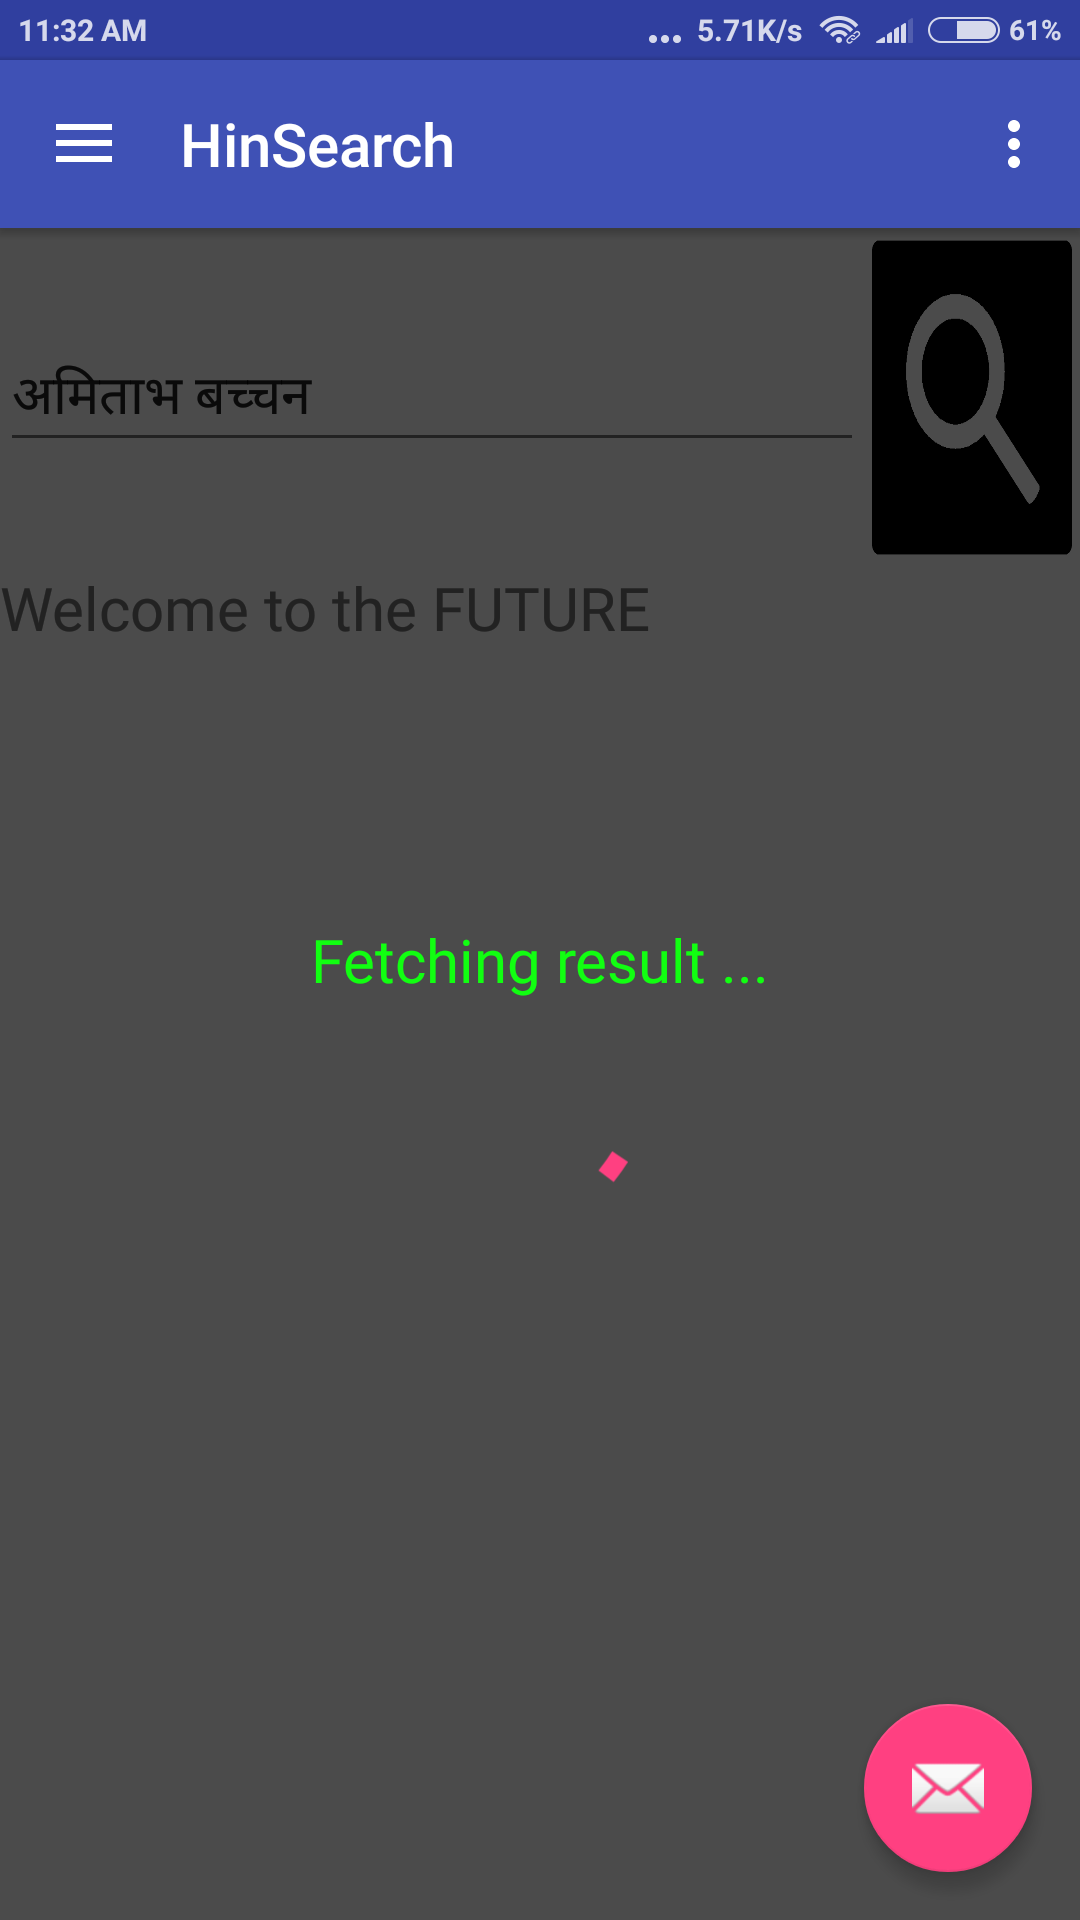 11:32 AM ... 5.71K/s 61%
HinSearch
अमिताभ बच्चन
Welcome to the FUTURE
Fetching result ...